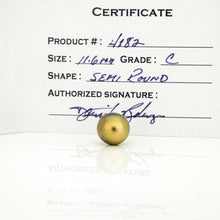 CERTIFICATE
PRODUCT #: 4182
SIZE: 11.6MM GRADE: C
SHAPE: SEMI ROUND
AUTHORIZED SIGNATURE: